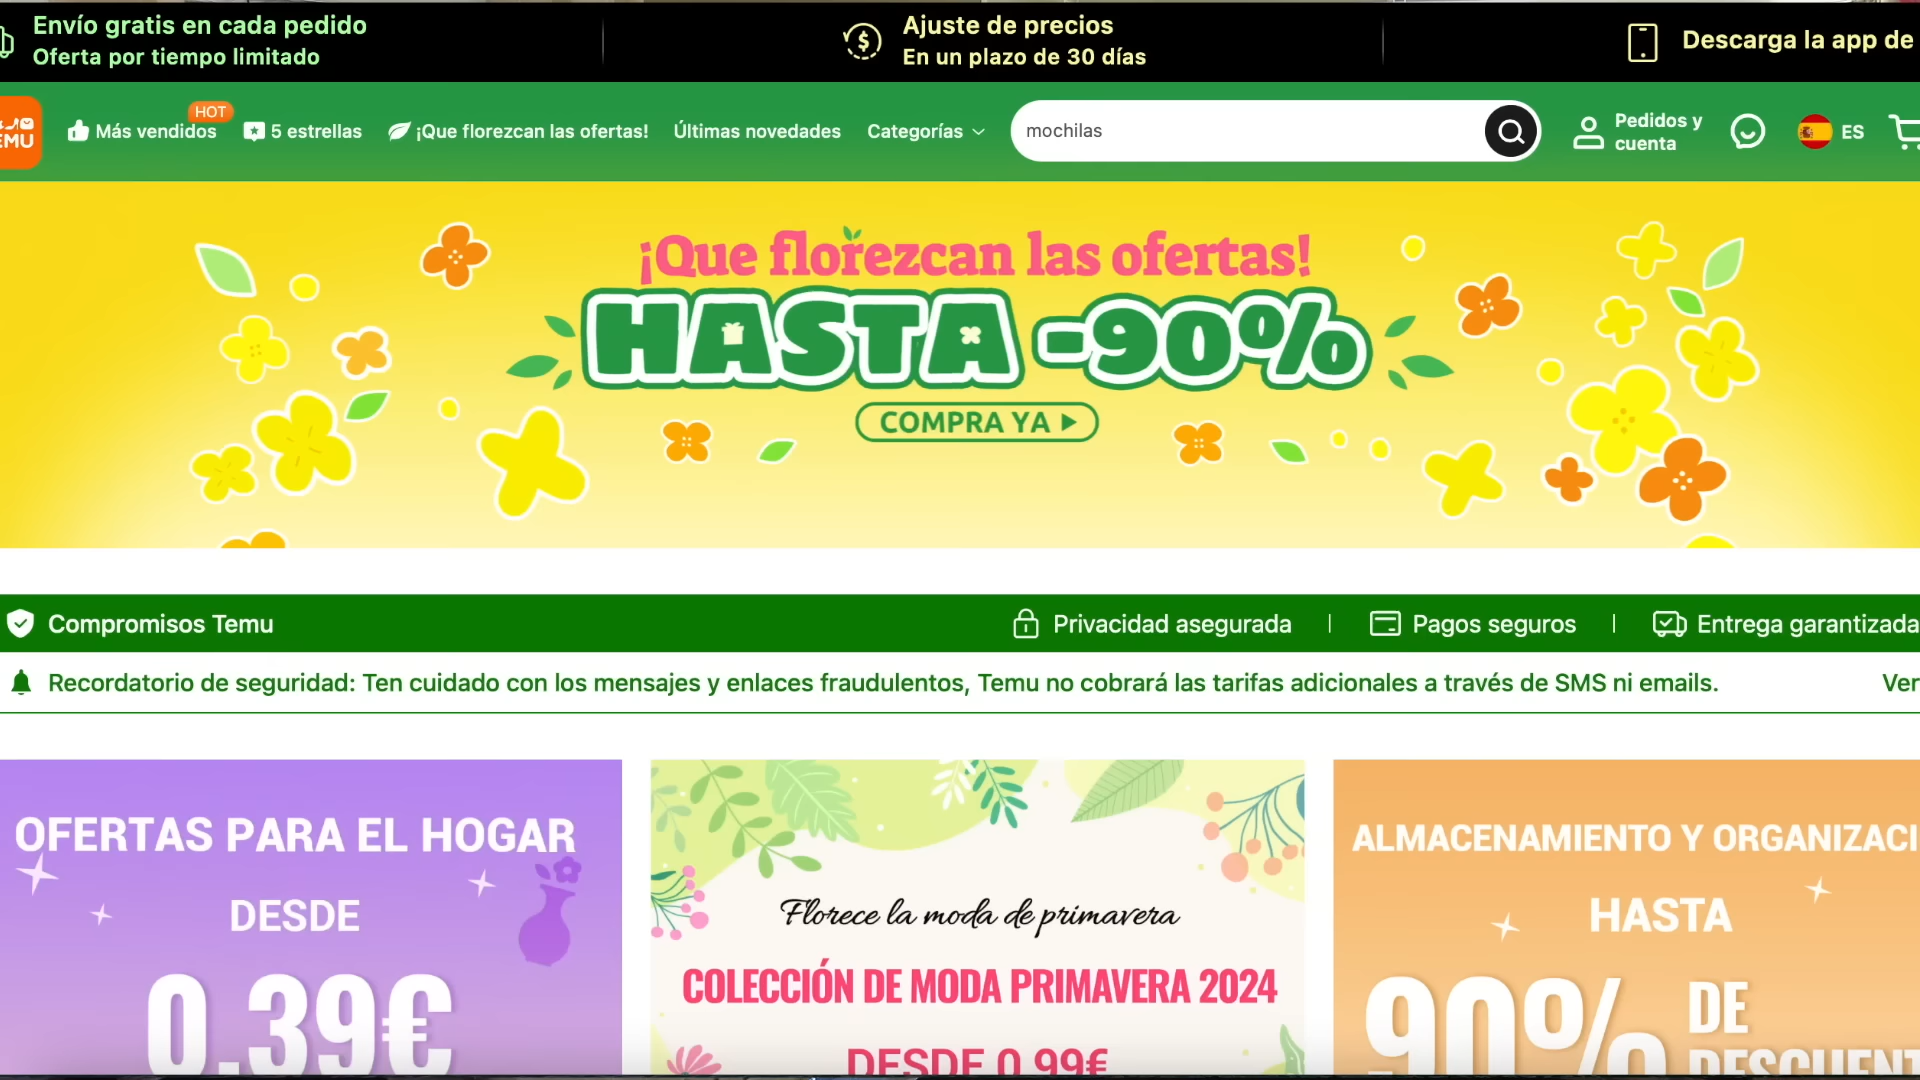 Envío gratis en cada pedido
Oferta por tiempo limitado
Ajuste de precios
En un plazo de 30 días
Descarga la app de
EMU
Más vendidos
HOT
5 estrellas
¡Que florezcan las ofertas!
Últimas novedades
Categorías
mochilas
Pedidos y
cuenta
ES
¡Que florezcan las ofertas!
HASTA -90%
COMPRA YA
Compromisos Temu
Privacidad asegurada
Pagos seguros
Entrega garantizada
Recordatorio de seguridad: Ten cuidado con los mensajes y enlaces fraudulentos, Temu no cobrará las tarifas adicionales a través de SMS ni emails.
Ver
OFERTAS PARA EL HOGAR
DESDE
0.39€
Florece la moda de primavera
COLECCIÓN DE MODA PRIMAVERA 2024
DESDE 0.99€
ALMACENAMIENTO Y ORGANIZACI
HASTA
90% DE
DESCUENT